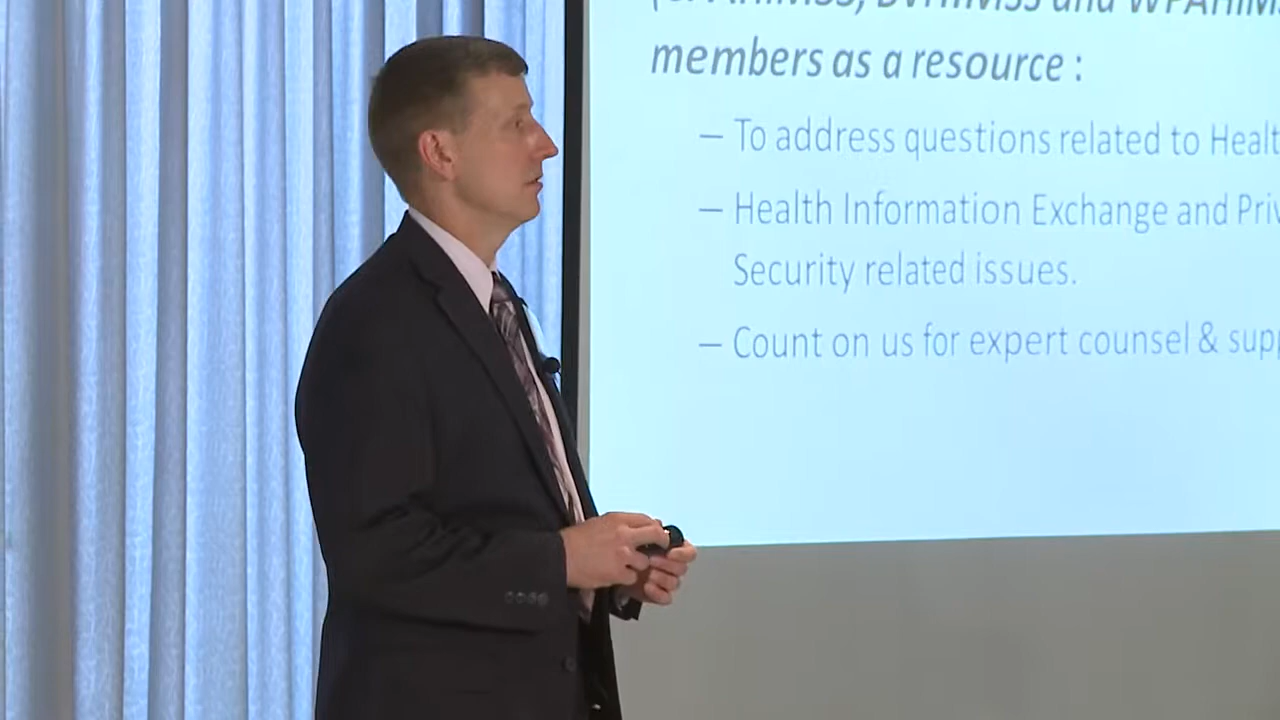 members as a resource :
– To address questions related to
– Health Information Exchange and
Security related issues.
– Count on us for expert counsel &